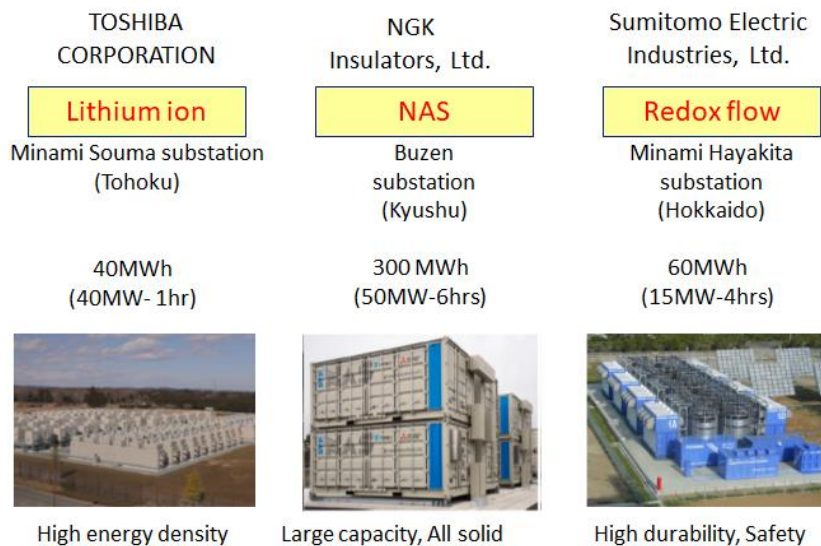 TOSHIBA
CORPORATION
Lithium ion
Minami Souma substation
(Tohoku)
40MWh
(40MW- 1hr)
High energy density
NGK
Insulators, Ltd.
NAS
Buzen
substation
(Kyushu)
300 MWh
(50MW-6hrs)
Large capacity, All solid
Sumitomo Electric
Industries, Ltd.
Redox flow
Minami Hayakita
substation
(Hokkaido)
60MWh
(15MW-4hrs)
High durability, Safety